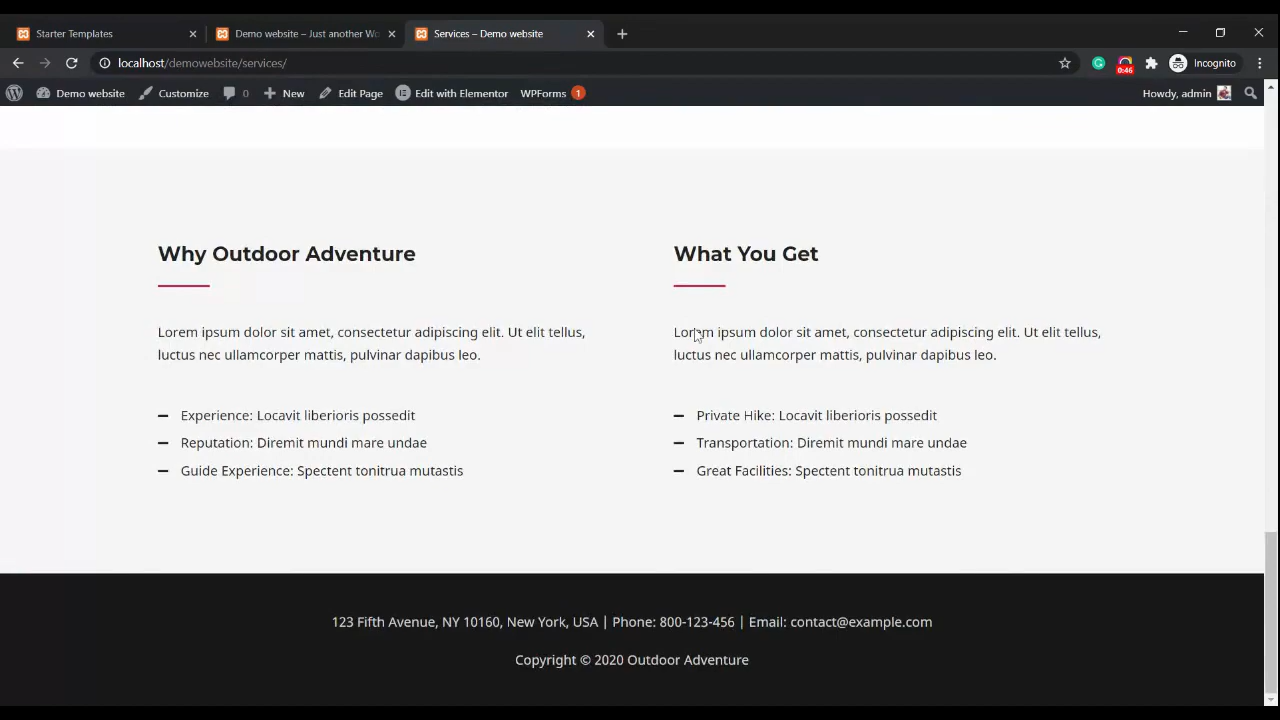 Starter Templates
Demo website – Just another Wo
Services – Demo website
localhost/demowebsite/services/
0:46
Incognito
Demo website
Customize
0
New
Edit Page
Edit with Elementor
WPForms 1
Howdy, admin
Why Outdoor Adventure
Lorem ipsum dolor sit amet, consectetur adipiscing elit. Ut elit tellus,
luctus nec ullamcorper mattis, pulvinar dapibus leo.
Experience: Locavit liberioris possedit
Reputation: Diremit mundi mare undae
Guide Experience: Spectent tonitrua mutastis
What You Get
Lorem ipsum dolor sit amet, consectetur adipiscing elit. Ut elit tellus,
luctus nec ullamcorper mattis, pulvinar dapibus leo.
Private Hike: Locavit liberioris possedit
Transportation: Diremit mundi mare undae
Great Facilities: Spectent tonitrua mutastis
123 Fifth Avenue, NY 10160, New York, USA | Phone: 800-123-456 | Email: contact@example.com
Copyright © 2020 Outdoor Adventure